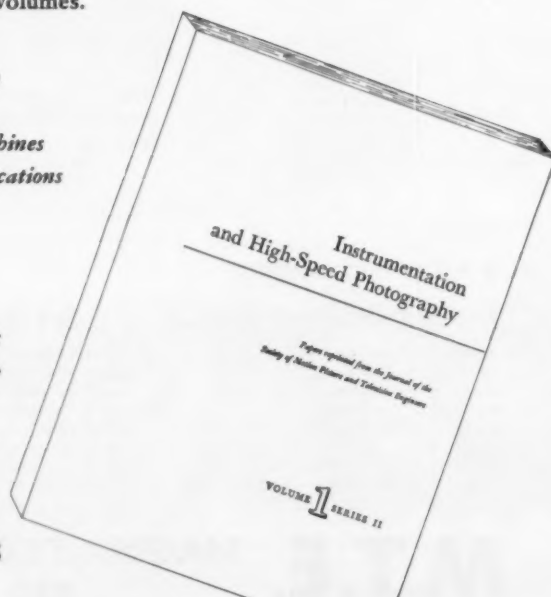 volumes.
bines
cations
Instrumentation
and High-Speed Photography
Papers reprinted from the Journal of the
Society of Motion Picture and Television Engineers
VOLUME 1 SERIES II